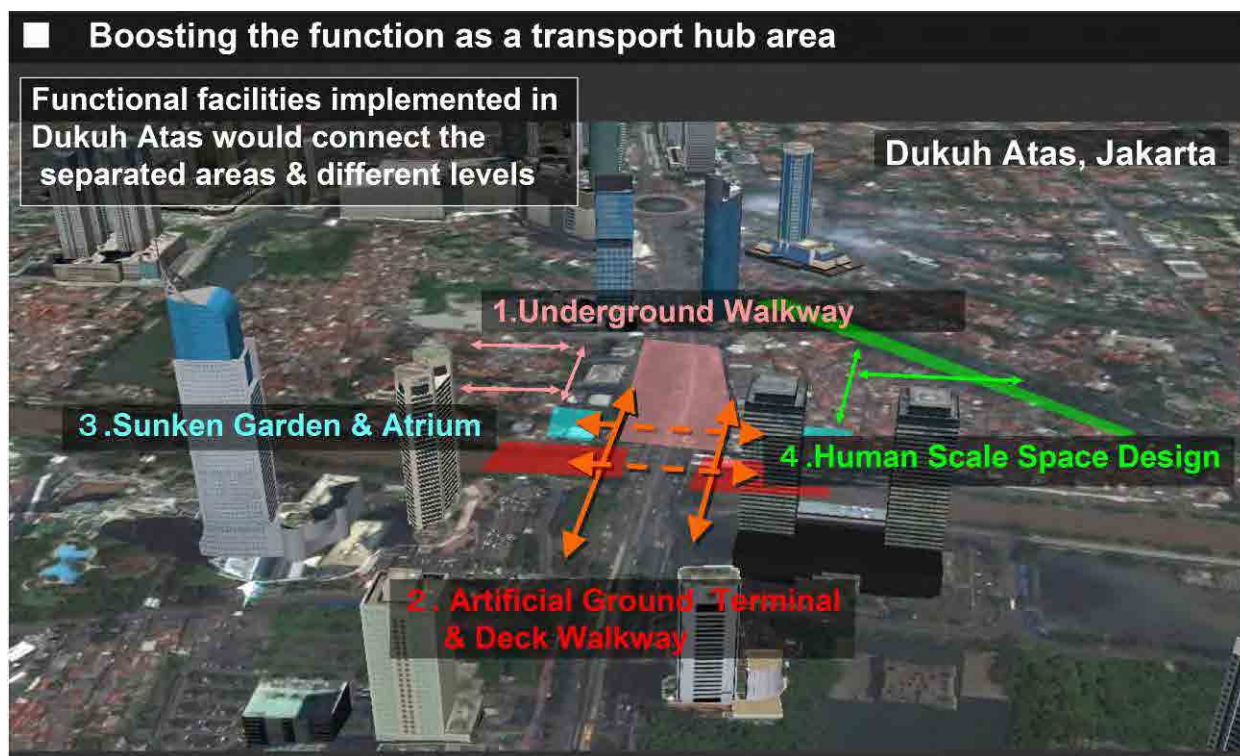 ■ Boosting the function as a transport hub area
Functional facilities implemented in
Dukuh Atas would connect the
separated areas & different levels
Dukuh Atas, Jakarta
1.Underground Walkway
３.Sunken Garden & Atrium
４.Human Scale Space Design
２. Artificial Ground Terminal
& Deck Walkway